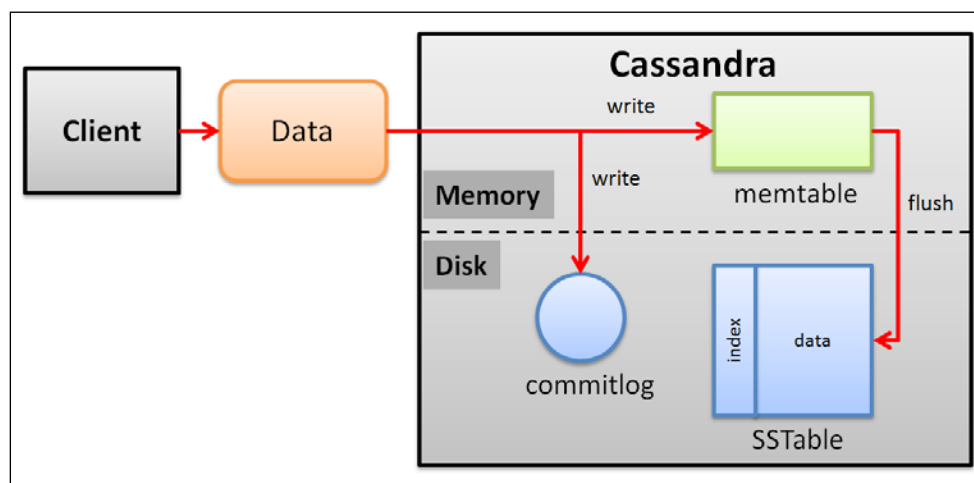 Cassandra
Client
Data
write
write
memtable
Memory
flush
Disk
index
data
commitlog
SSTable